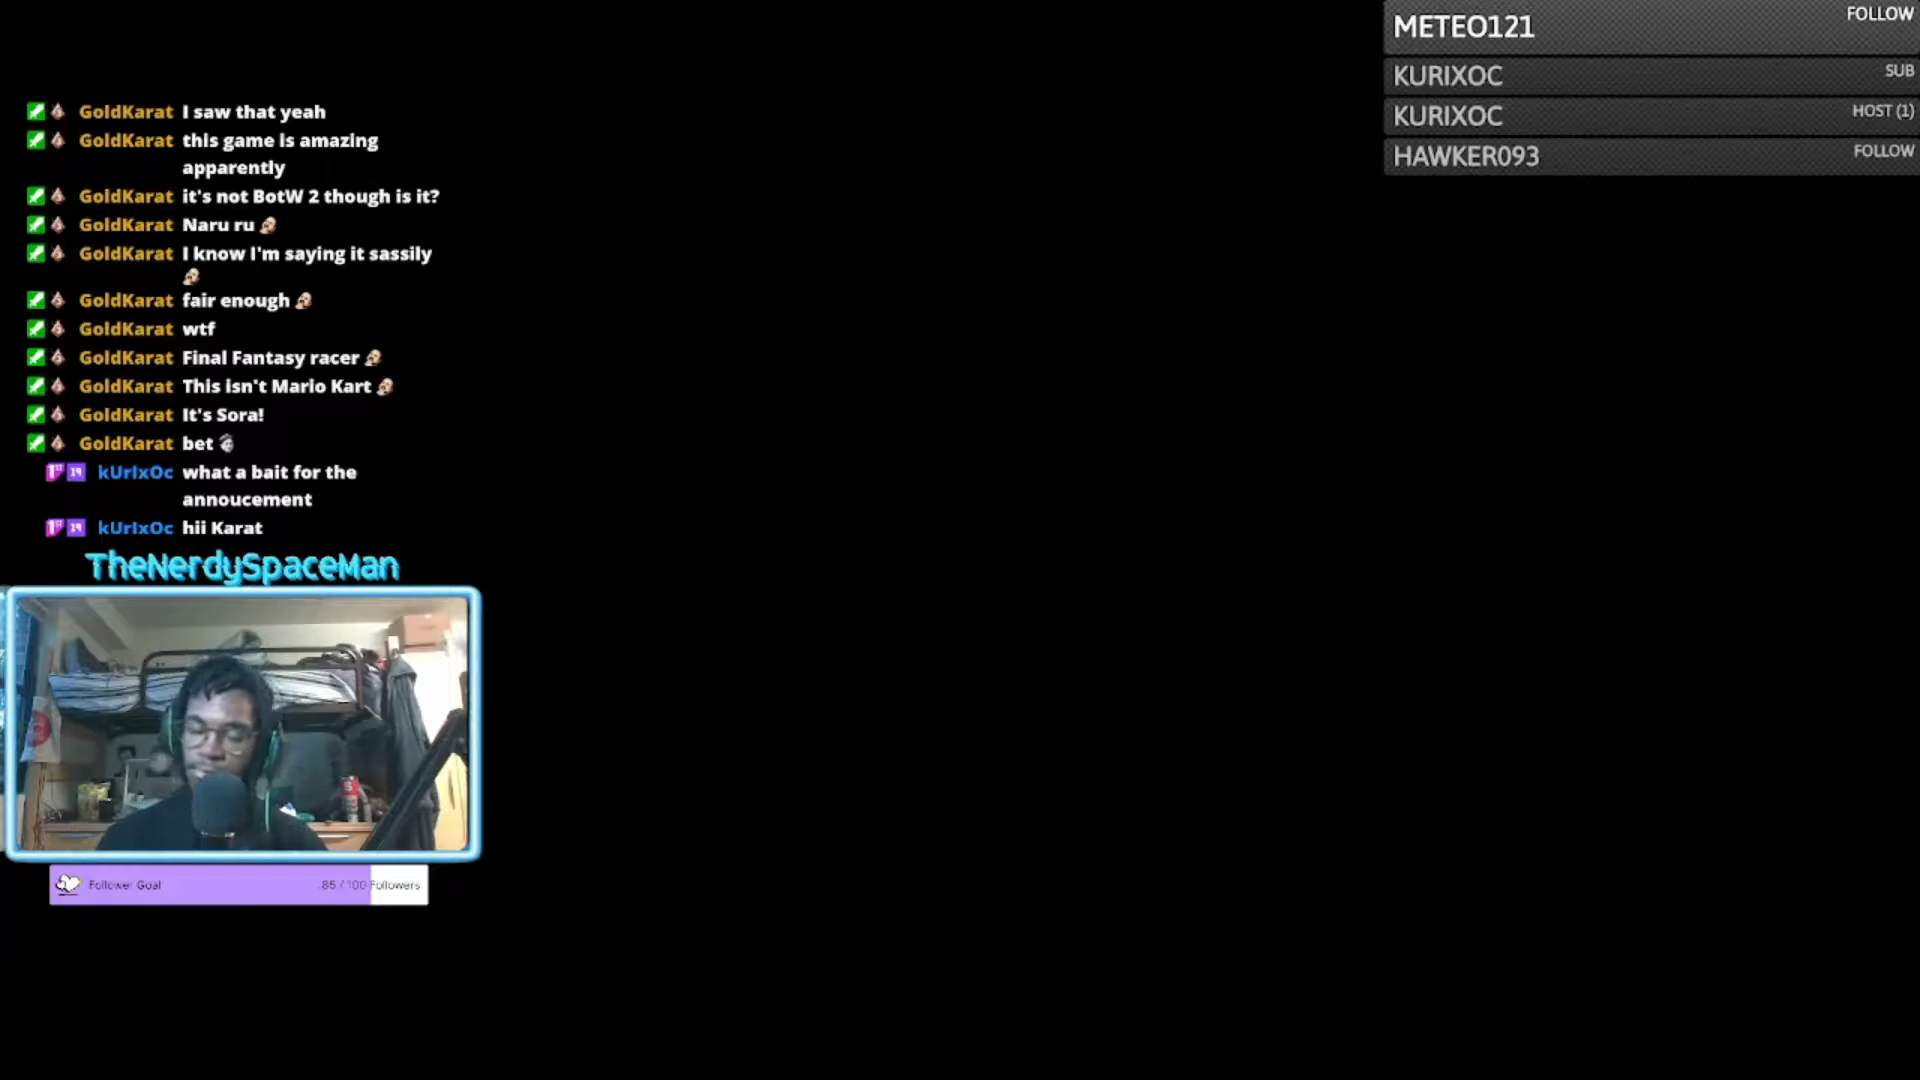 METEO121 FOLLOW
KURIXOC SUB
KURIXOC HOST (1)
HAWKER093 FOLLOW
GoldKarat I saw that yeah
GoldKarat this game is amazing
apparently
GoldKarat it's not BotW 2 though is it?
GoldKarat Naru ru
GoldKarat I know I'm saying it sassily
GoldKarat fair enough
GoldKarat wtf
GoldKarat Final Fantasy racer
GoldKarat This isn't Mario Kart
GoldKarat It's Sora!
GoldKarat bet
kUrIxOc what a bait for the
annoucement
kUrIxOc hii Karat
TheNerdySpaceMan
Follower Goal 85 / 100 Followers